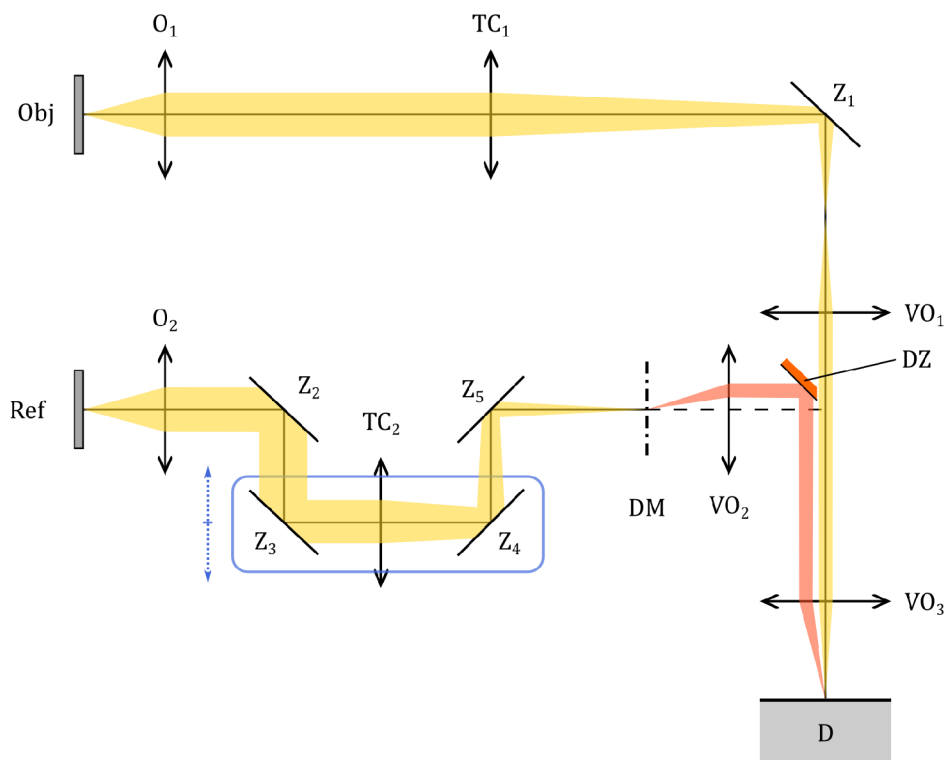 O₁
TC₁
Obj
Z₁
O₂
VO₁
DZ
Ref
Z₂
Z₅
TC₂
Z₃
Z₄
DM
VO₂
VO₃
D